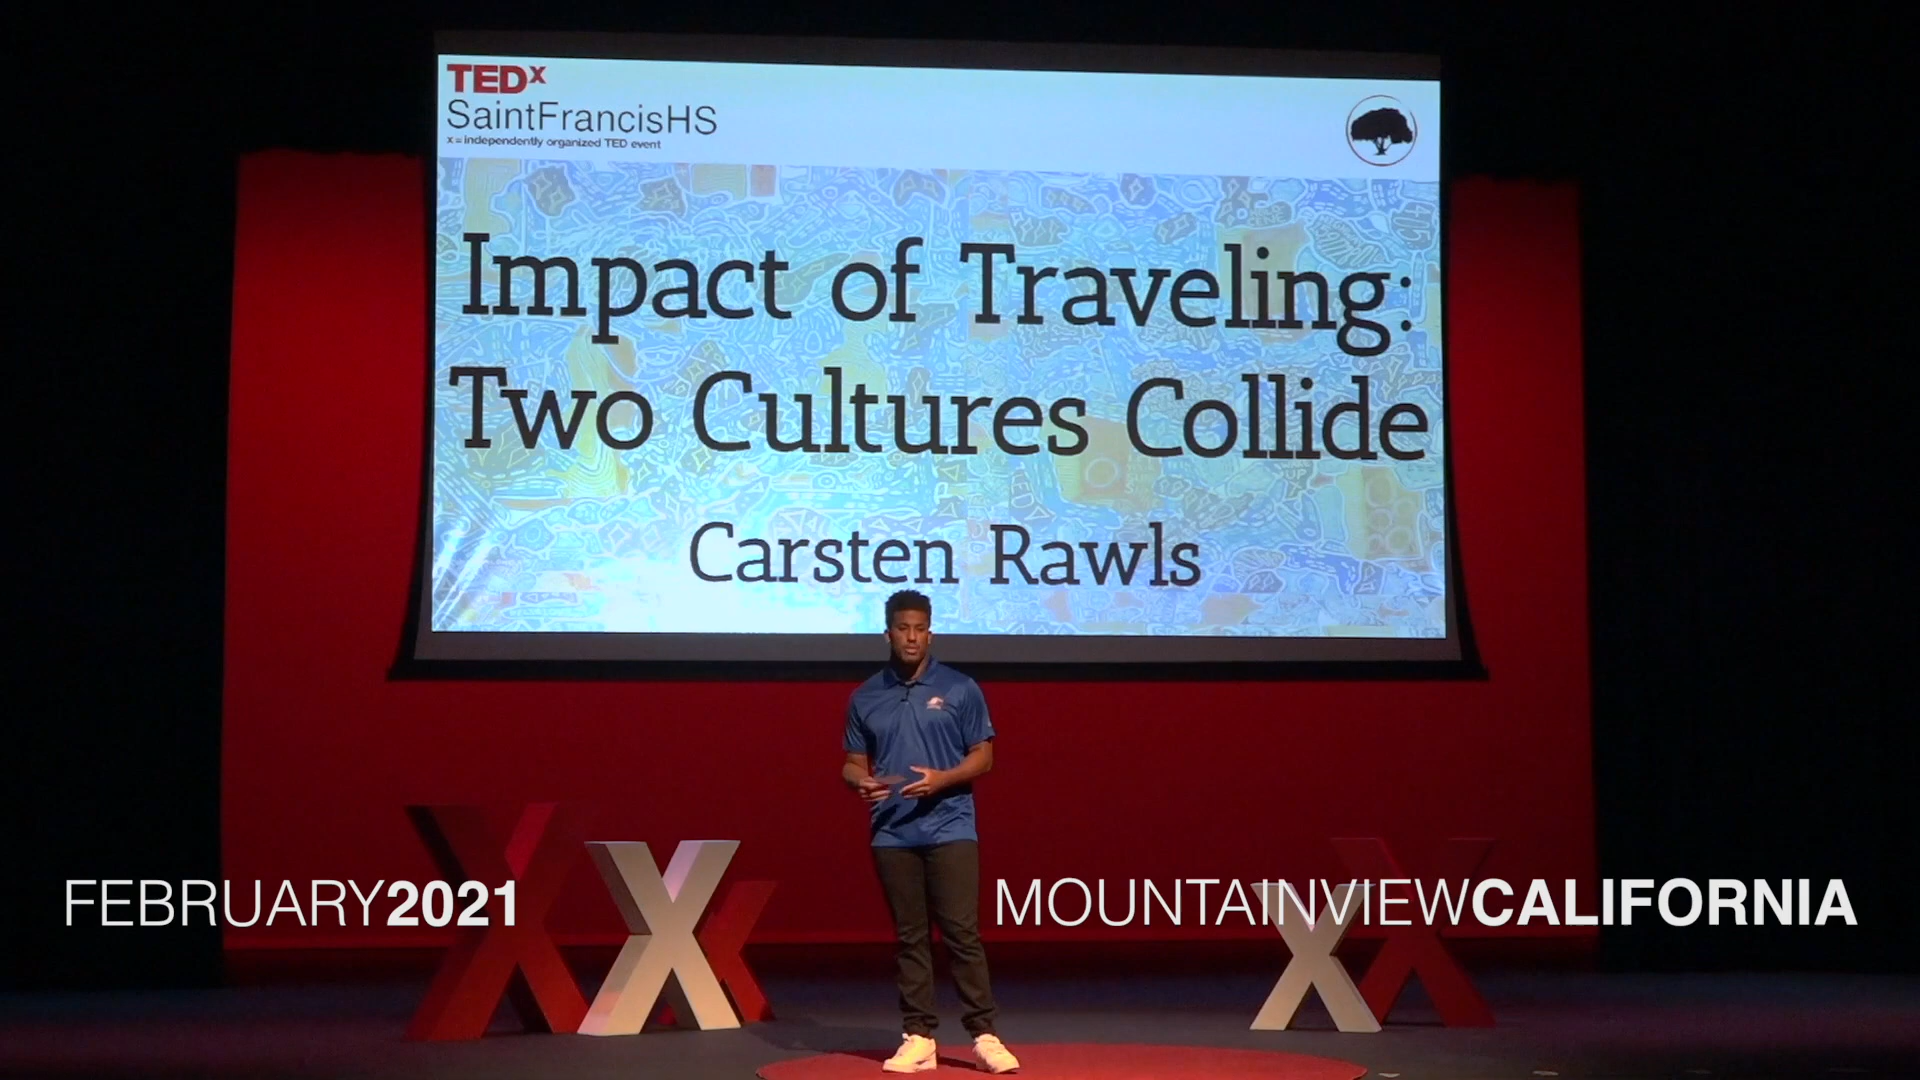 TEDx
SaintFrancisHS
x = independently organized TED event
Impact of Traveling:
Two Cultures Collide
Carsten Rawls
FEBRUARY2021
MOUNTAINVIEWCALIFORNIA